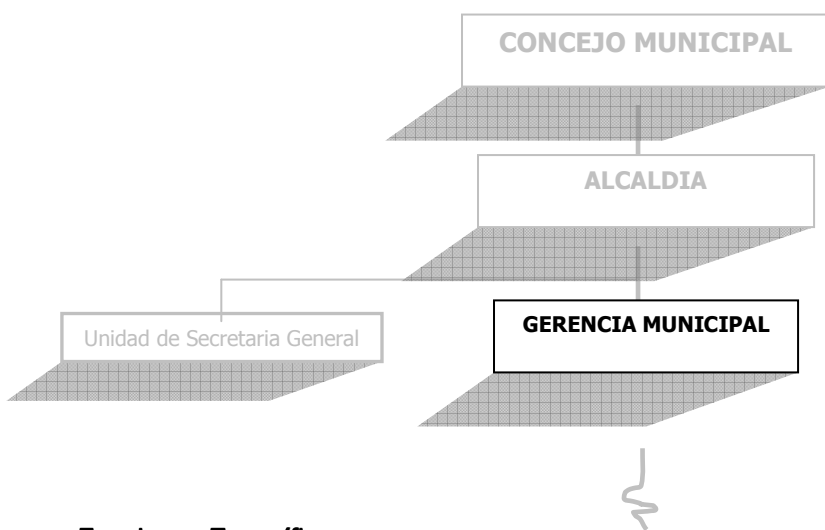 CONCEJO MUNICIPAL
ALCALDIA
Unidad de Secretaria General
GERENCIA MUNICIPAL